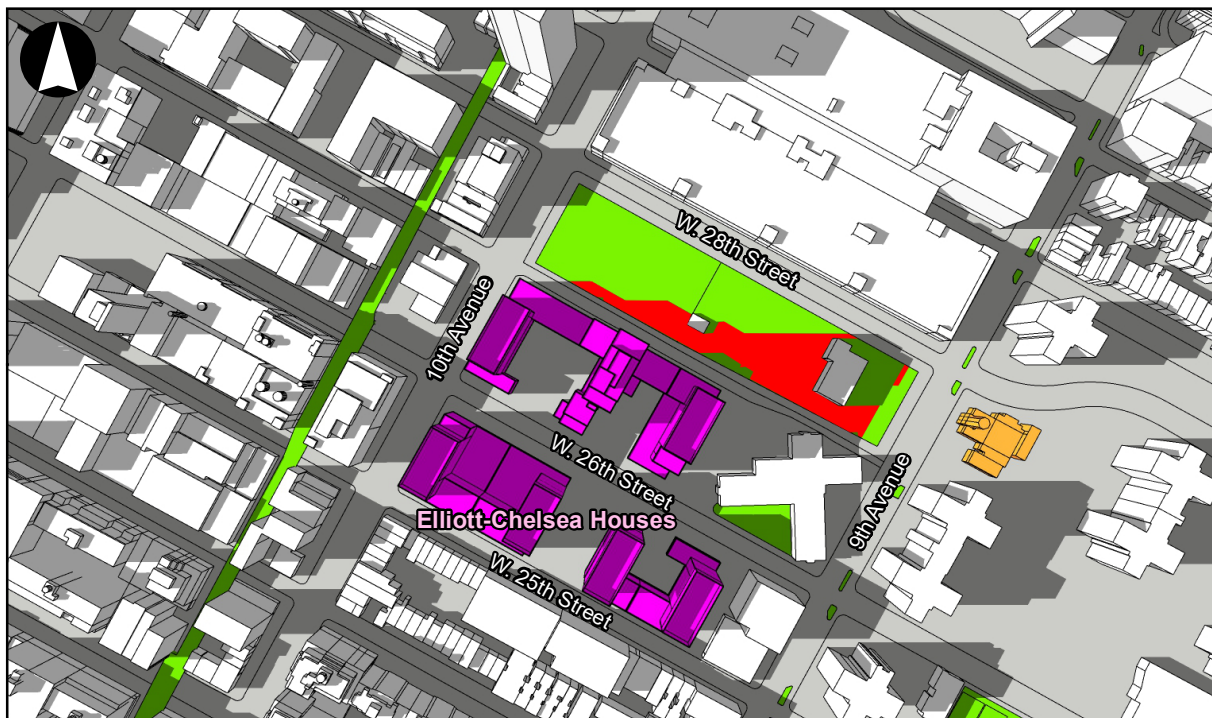 W. 28th Street
10th Avenue
W. 26th Street
9th Avenue
Elliott-Chelsea Houses
W. 25th Street